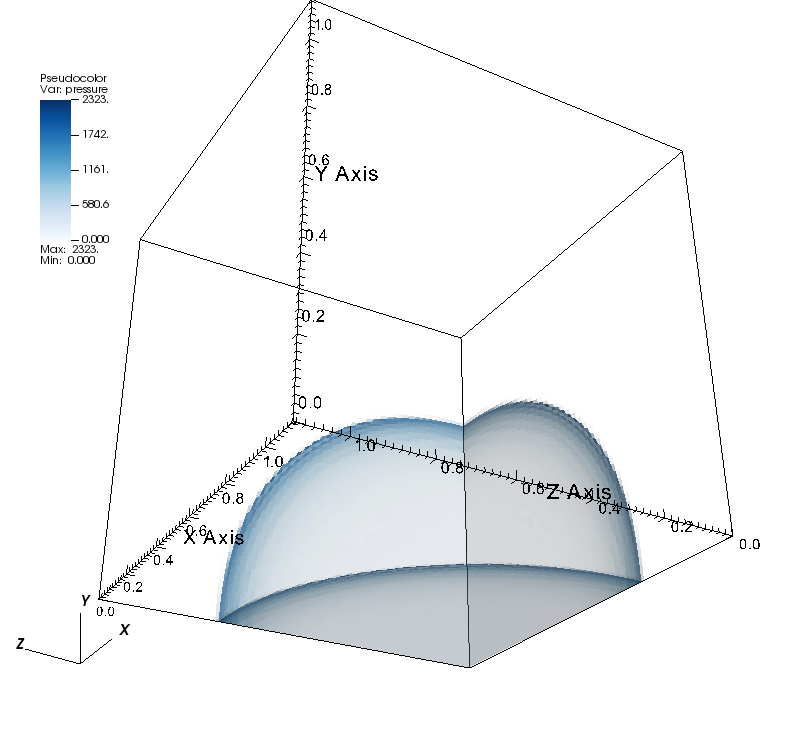 Pseudocolor
Var: pressure
2323.
1742.
1161.
580.6
0.000
Max: 2323.
Min: 0.000
1.0
0.8
0.6
Y Axis
0.4
0.2
0.0
1.0
0.8
0.6
X Axis
0.4
0.2
0.0
1.0
0.8
0.6
Z Axis
0.4
0.2
0.0
Y
X
Z